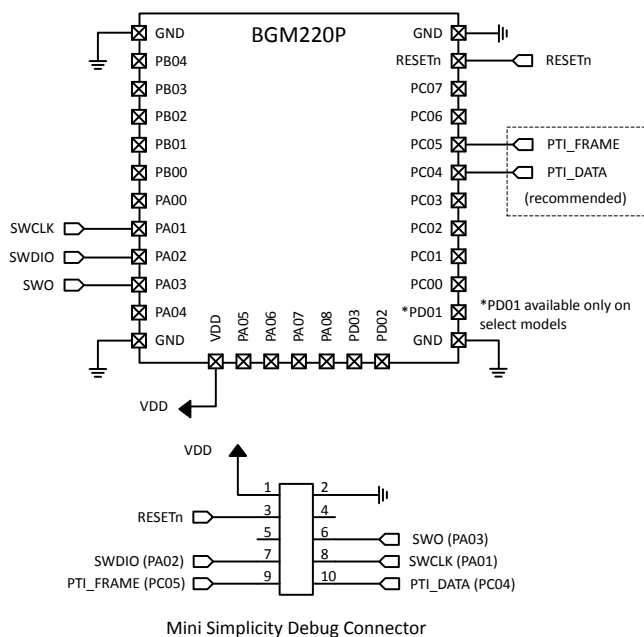 BGM220P
GND
PB04
PB03
PB02
PB01
PB00
PA00
PA01
PA02
PA03
PA04
GND
SWCLK
SWDIO
SWO
GND
RESETn
PC07
PC06
PC05
PC04
PC03
PC02
PC01
PC00
*PD01
GND
RESETn
PTI_FRAME
PTI_DATA
(recommended)
*PD01 available only on
select models
VDD
PA05
PA06
PA07
PA08
PD03
PD02
VDD
VDD
1
2
RESETn
3
4
5
6
SWO (PA03)
SWDIO (PA02)
7
8
SWCLK (PA01)
PTI_FRAME (PC05)
9
10
PTI_DATA (PC04)
Mini Simplicity Debug Connector